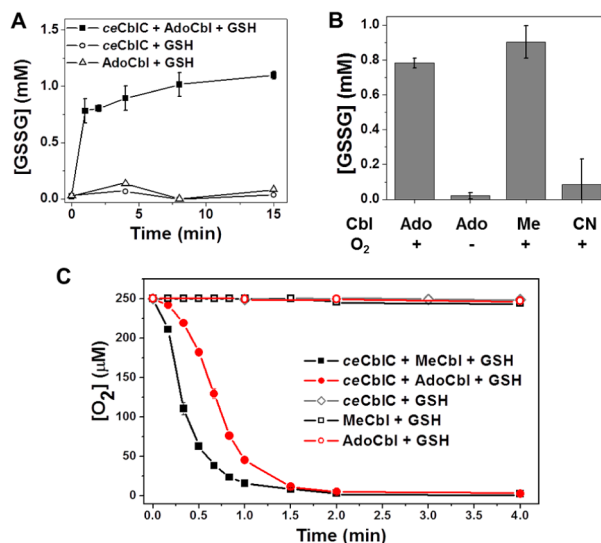 A
ceCblC + AdoCbl + GSH
ceCblC + GSH
AdoCbl + GSH
[GSSG] (mM)
1.5
1.0
0.5
0.0
0 5 10 15
Time (min)
B
[GSSG] (mM)
1.0
0.8
0.6
0.4
0.2
0.0
Cbl Ado Ado Me CN
O2 + - + +
C
[O2] (μM)
300
250
200
150
100
50
0
ceCblC + MeCbl + GSH
ceCblC + AdoCbl + GSH
ceCblC + GSH
MeCbl + GSH
AdoCbl + GSH
0.0 0.5 1.0 1.5 2.0 2.5 3.0 3.5 4.0
Time (min)